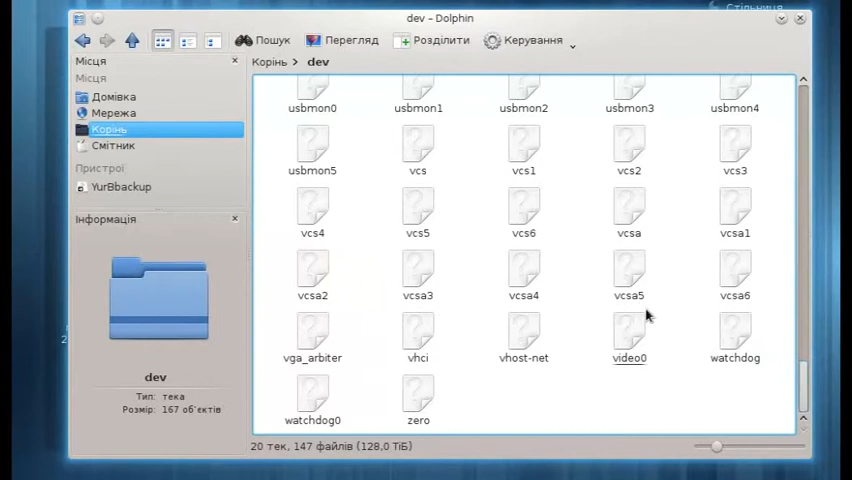 Стільниця
dev – Dolphin
Пошук Перегляд Розділити Керування
Місця
Корінь > dev
Місця
Домівка
Мережа
Корінь
Смітник
Пристрої
YurBbackup
Інформація
dev
Тип: тека
Розмір: 167 об'єктів
usbmon0 usbmon1 usbmon2 usbmon3 usbmon4
usbmon5 vcs vcs1 vcs2 vcs3
vcs4 vcs5 vcs6 vcsa vcsa1
vcsa2 vcsa3 vcsa4 vcsa5 vcsa6
vga_arbiter vhci vhost-net video0 watchdog
watchdog0 zero
20 тек, 147 файлів (128,0 ТіБ)